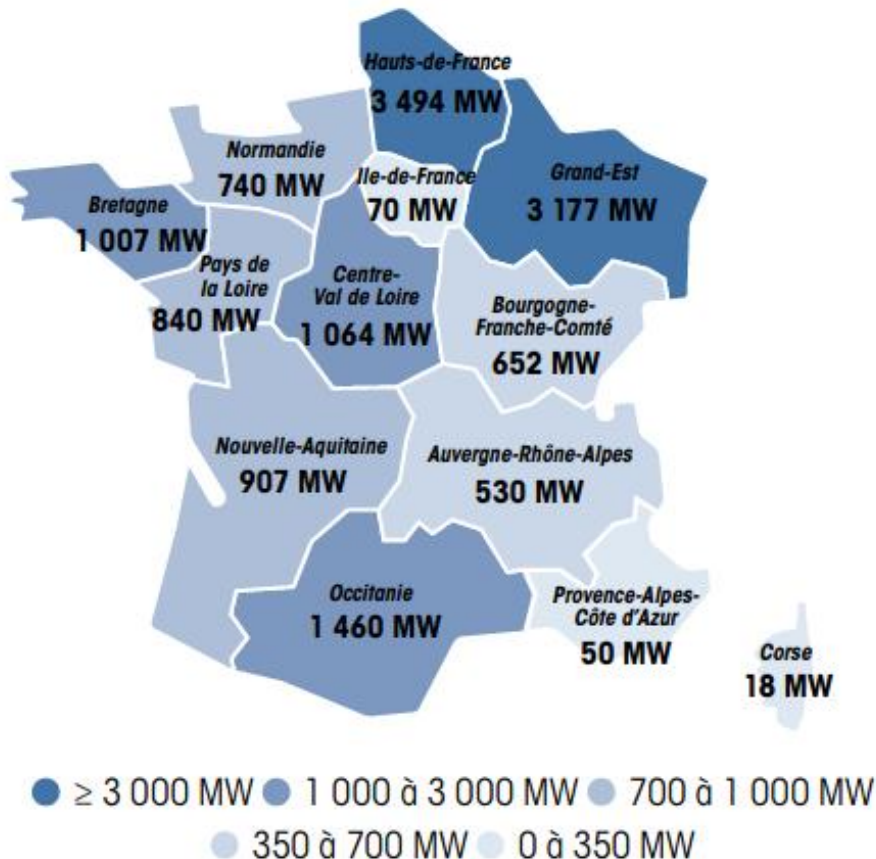 Hauts-de-France
3 494 MW
Normandie
740 MW
Ile-de-France
70 MW
Grand-Est
3 177 MW
Bretagne
1 007 MW
Pays de
la Loire
840 MW
Centre-
Val de Loire
1 064 MW
Bourgogne-
Franche-Comté
652 MW
Nouvelle-Aquitaine
907 MW
Auvergne-Rhône-Alpes
530 MW
Occitanie
1 460 MW
Provence-Alpes-
Côte d'Azur
50 MW
Corse
18 MW
≥ 3 000 MW 1 000 à 3 000 MW 700 à 1 000 MW
350 à 700 MW 0 à 350 MW